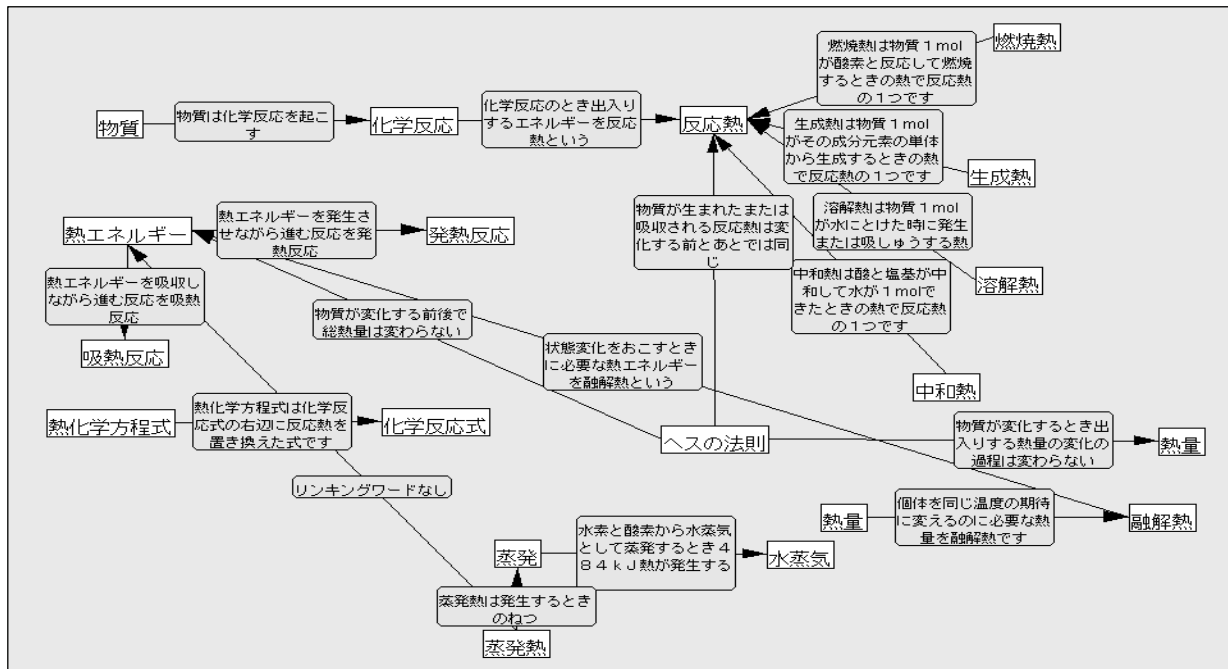 燃焼熱
燃焼熱は物質１mol
が酸素と反応して燃焼
するときの熱で反応熱
の１つです
物質
物質は化学反応を起こ
す
化学反応
化学反応のとき出入り
するエネルギーを反応
熱という
反応熱
生成熱は物質１mol
がその成分元素の単体
から生成するときの熱
で反応熱の１つです
生成熱
熱エネルギー
熱エネルギーを発生さ
せながら進む反応を発
熱反応
発熱反応
物質が生まれたまたは
吸収される反応熱は変
化する前とあとでは同
じ
溶解熱は物質１mol
が水にとけた時に発生
または吸しゅうする熱
溶解熱
熱エネルギーを吸収し
ながら進む反応を吸熱
反応
吸熱反応
物質が変化する前後で
総熱量は変わらない
中和熱は酸と塩基が中
和して水が１molで
きたときの熱で反応熱
の１つです
中和熱
状態変化をおこすとき
に必要な熱エネルギー
を融解熱という
熱化学方程式
熱化学方程式は化学反
応式の右辺に反応熱を
置き換えた式です
化学反応式
ヘスの法則
物質が変化するとき出
入りする熱量の変化の
過程は変わらない
熱量
リンキングワードなし
熱量
個体を同じ温度の期待
に変えるのに必要な熱
量を融解熱です
融解熱
蒸発
水素と酸素から水蒸気
として蒸発するとき４
８４ｋＪ熱が発生する
水蒸気
蒸発熱は発生するとき
のねつ
蒸発熱